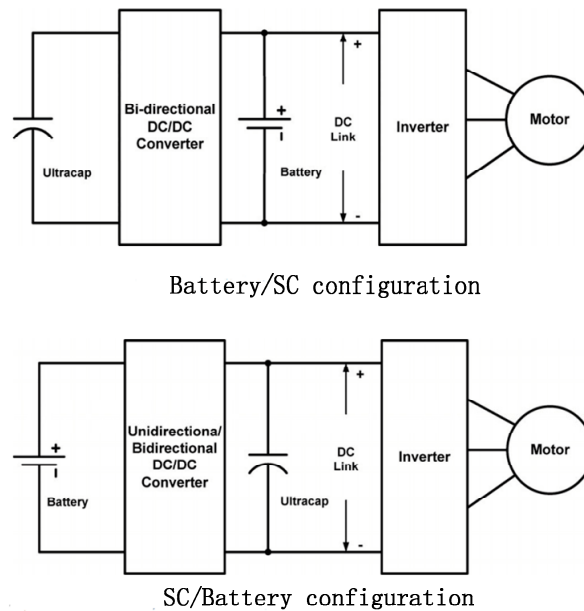 Ultracap
Bi-directional
DC/DC
Converter
+
Battery
+
DC
Link
-
Inverter
Motor
Battery/SC configuration
+
Battery
Unidirectiona/
Bidirectional
DC/DC
Converter
Ultracap
+
DC
Link
-
Inverter
Motor
SC/Battery configuration